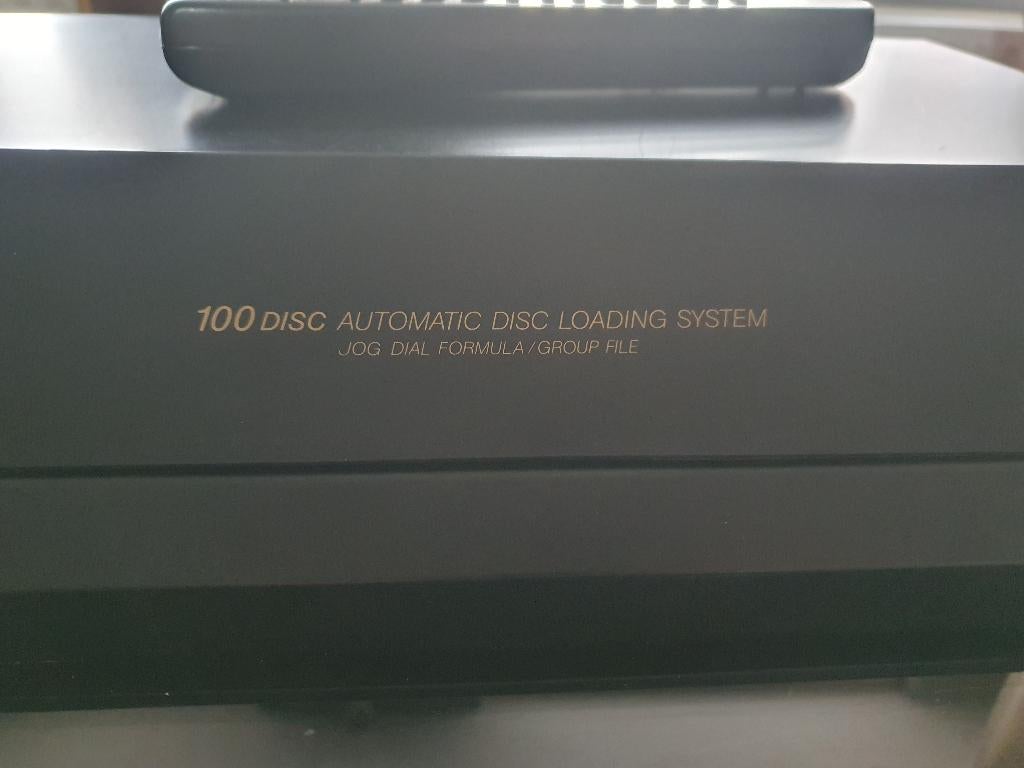 100 DISC AUTOMATIC DISC LOADING SYSTEM
JOG DIAL FORMULA/GROUP FILE